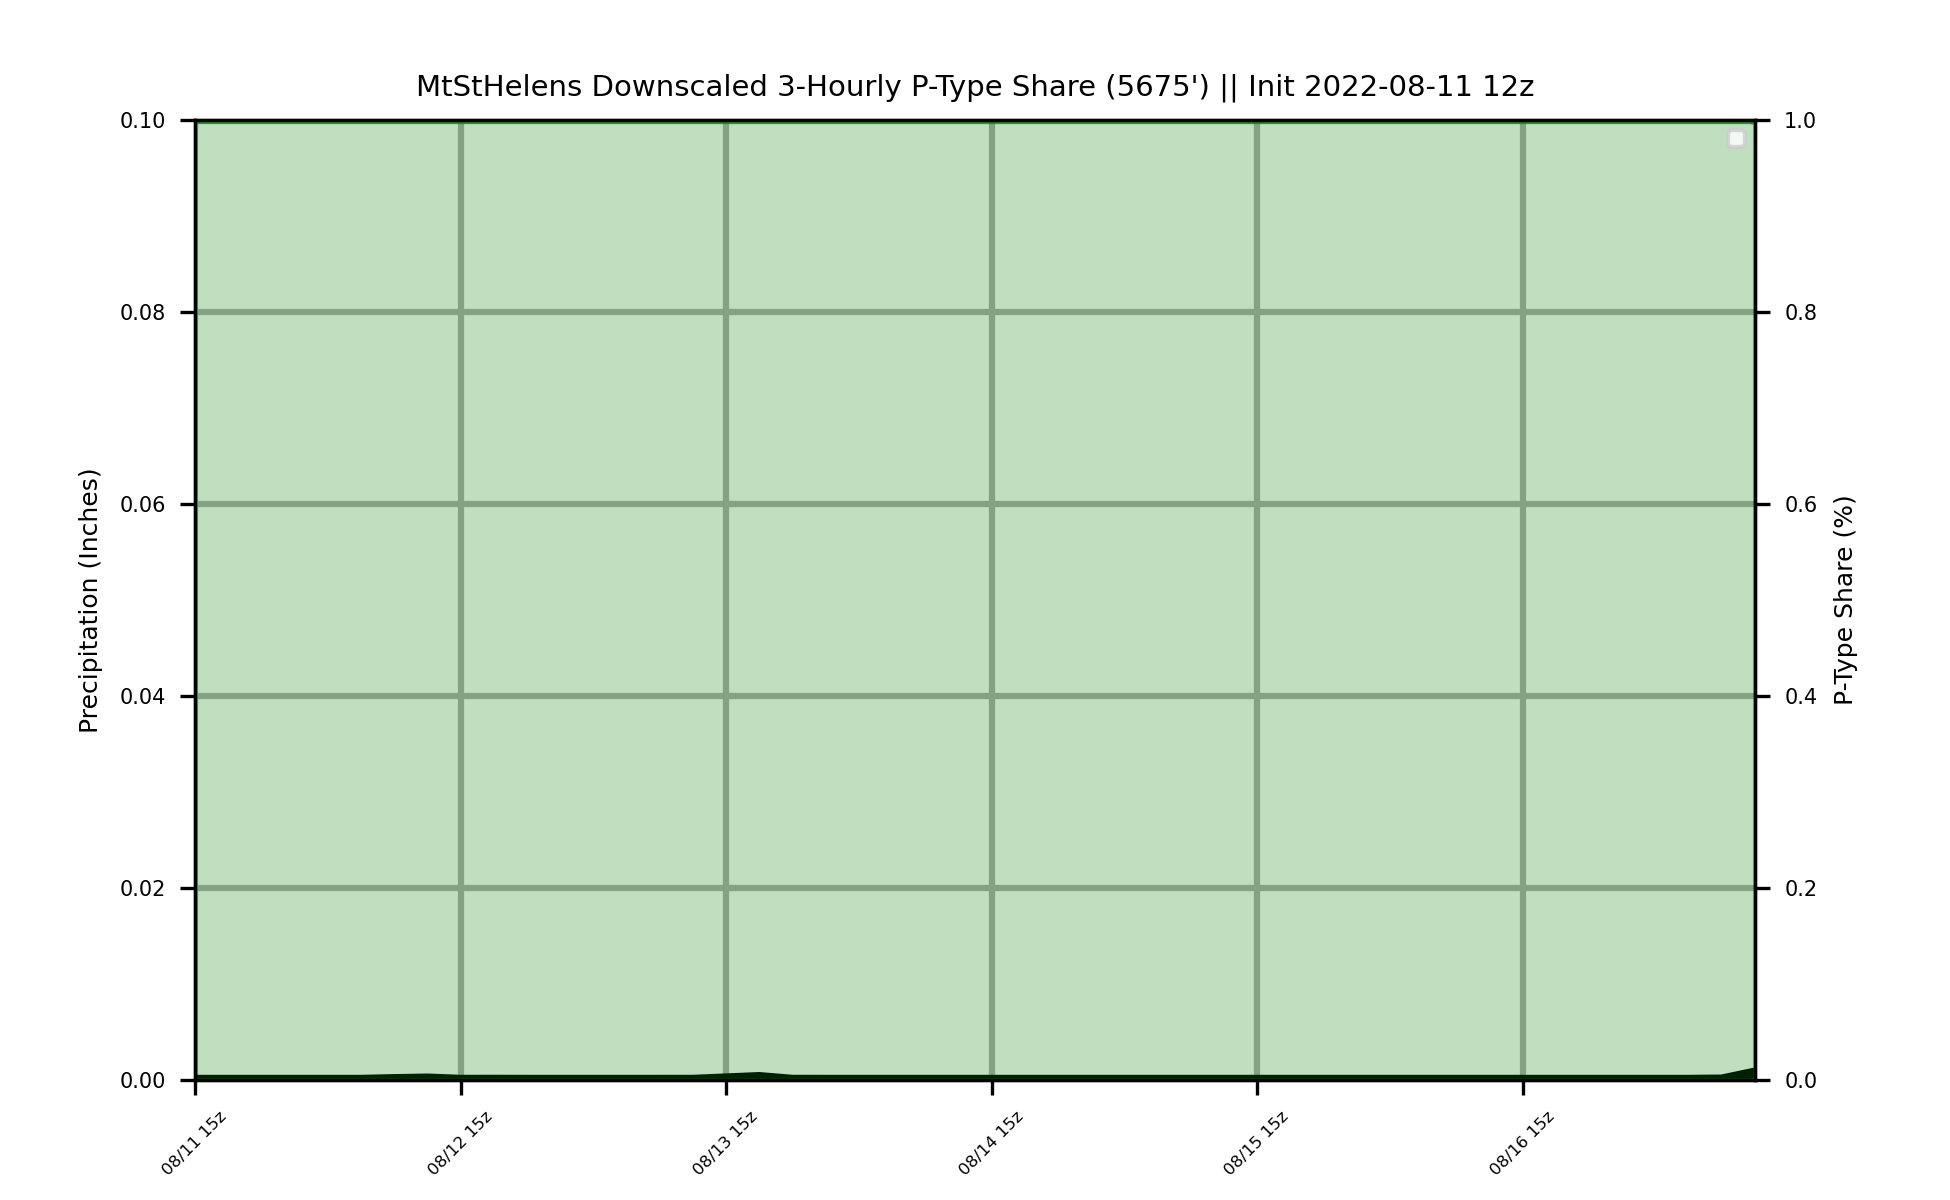 MtStHelens Downscaled 3-Hourly P-Type Share (5675') || Init 2022-08-11 12z
0.10
0.08
0.06
0.04
0.02
0.00
Precipitation (Inches)
1.0
0.8
0.6
0.4
0.2
0.0
P-Type Share (%)
08/11 15z
08/12 15z
08/13 15z
08/14 15z
08/15 15z
08/16 15z